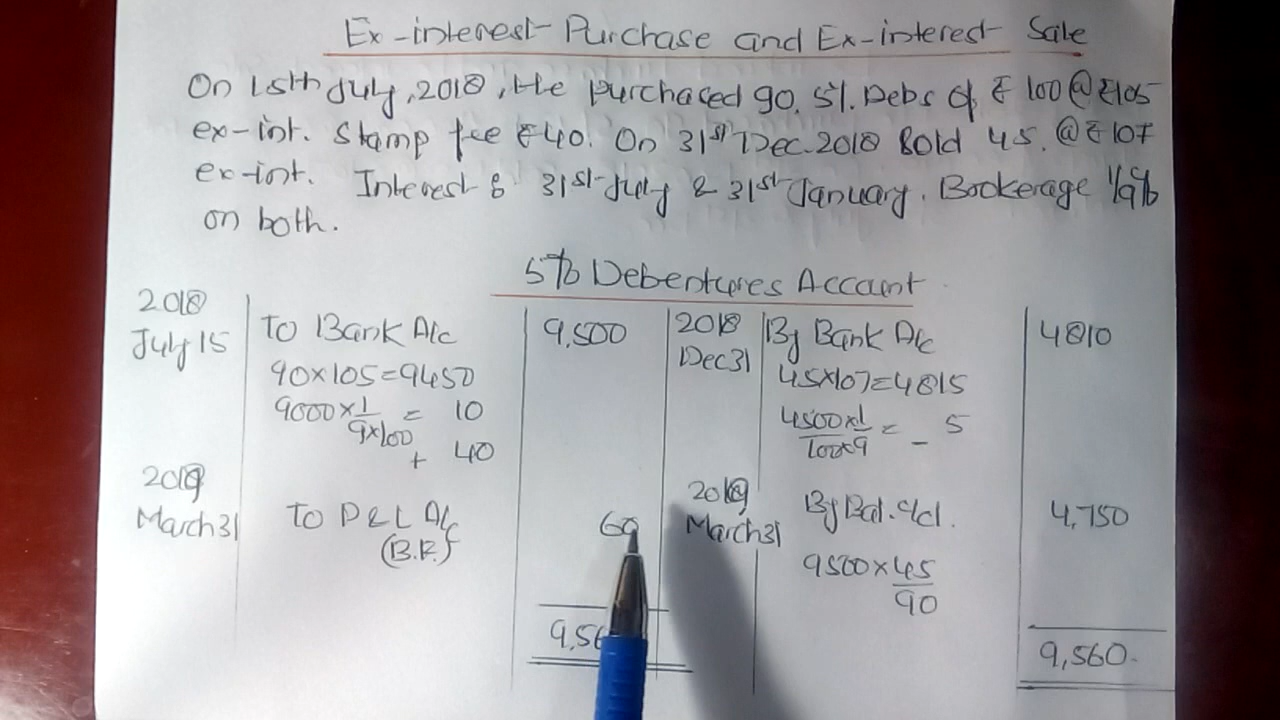 Ex-interest Purchase and Ex-interest Sale
On 15th July, 2018, He purchased 90, 5%. Debs of ₹ 100 @ ₹105
ex-int. Stamp fee ₹40. On 31st Dec. 2018 Sold 45. @ ₹ 107
ex-int. Interest : 31st July & 31st January. Brokerage 1/9%
on both.
5% Debentures Account
2018
July 15
To Bank A/c
9,500
90×105=9450
9000×1/9×100 = 10
+ 40
2019
March 31
To P & L A/c
(B.F.)
60
9,56
2018
Dec 31
By Bank A/c
4810
45×107=4815
4500×1/100×9 = - 5
2019
March 31
By Bal. c/d.
4,750
9500×45/90
9,560.